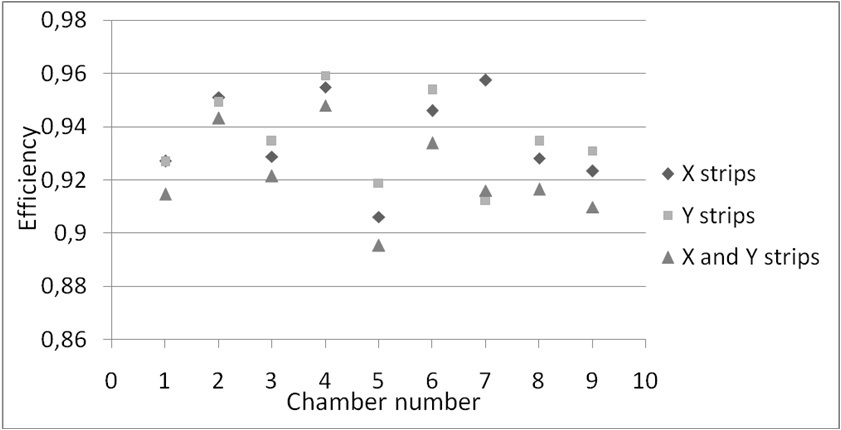 0,98
0,96
0,94
0,92
0,9
0,88
0,86
Efficiency
0 1 2 3 4 5 6 7 8 9 10
Chamber number
X strips
Y strips
X and Y strips